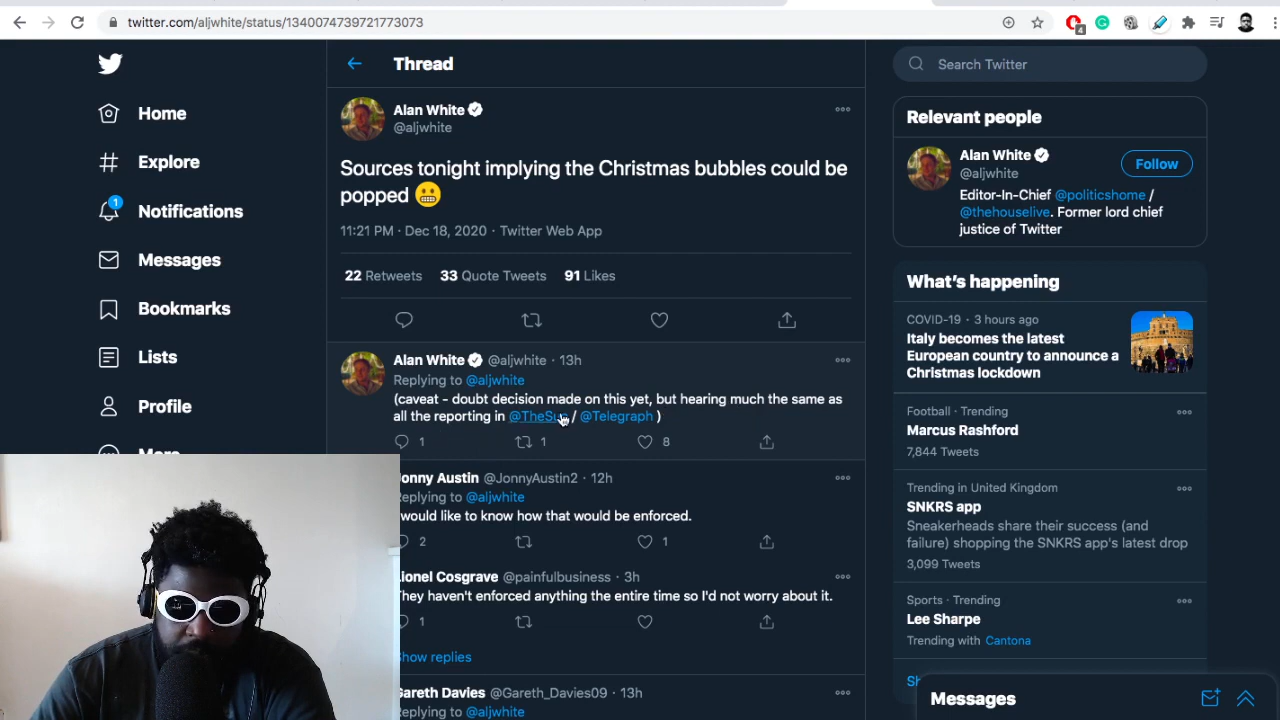 twitter.com/aljwhite/status/1340074739721773073
4
Home
Explore
1
Notifications
Messages
Bookmarks
Lists
Profile
Thread
Alan White
@aljwhite
Sources tonight implying the Christmas bubbles could be
popped 😬
11:21 PM · Dec 18, 2020 · Twitter Web App
22 Retweets 33 Quote Tweets 91 Likes
Alan White @aljwhite · 13h
Replying to @aljwhite
(caveat - doubt decision made on this yet, but hearing much the same as
all the reporting in @TheSun / @Telegraph )
1 1 8
Jonny Austin @JonnyAustin2 · 12h
Replying to @aljwhite
would like to know how that would be enforced.
2 1
Lionel Cosgrave @painfulbusiness · 3h
They haven't enforced anything the entire time so I'd not worry about it.
1
Show replies
Gareth Davies @Gareth_Davies09 · 13h
Replying to @aljwhite
Search Twitter
Relevant people
Alan White
@aljwhite
Follow
Editor-In-Chief @politicshome /
@thehouselive. Former lord chief
justice of Twitter
What's happening
COVID-19 · 3 hours ago
Italy becomes the latest
European country to announce a
Christmas lockdown
Football · Trending
Marcus Rashford
7,844 Tweets
Trending in United Kingdom
SNKRS app
Sneakerheads share their success (and
failure) shopping the SNKRS app's latest drop
3,099 Tweets
Sports · Trending
Lee Sharpe
Trending with Cantona
Messages